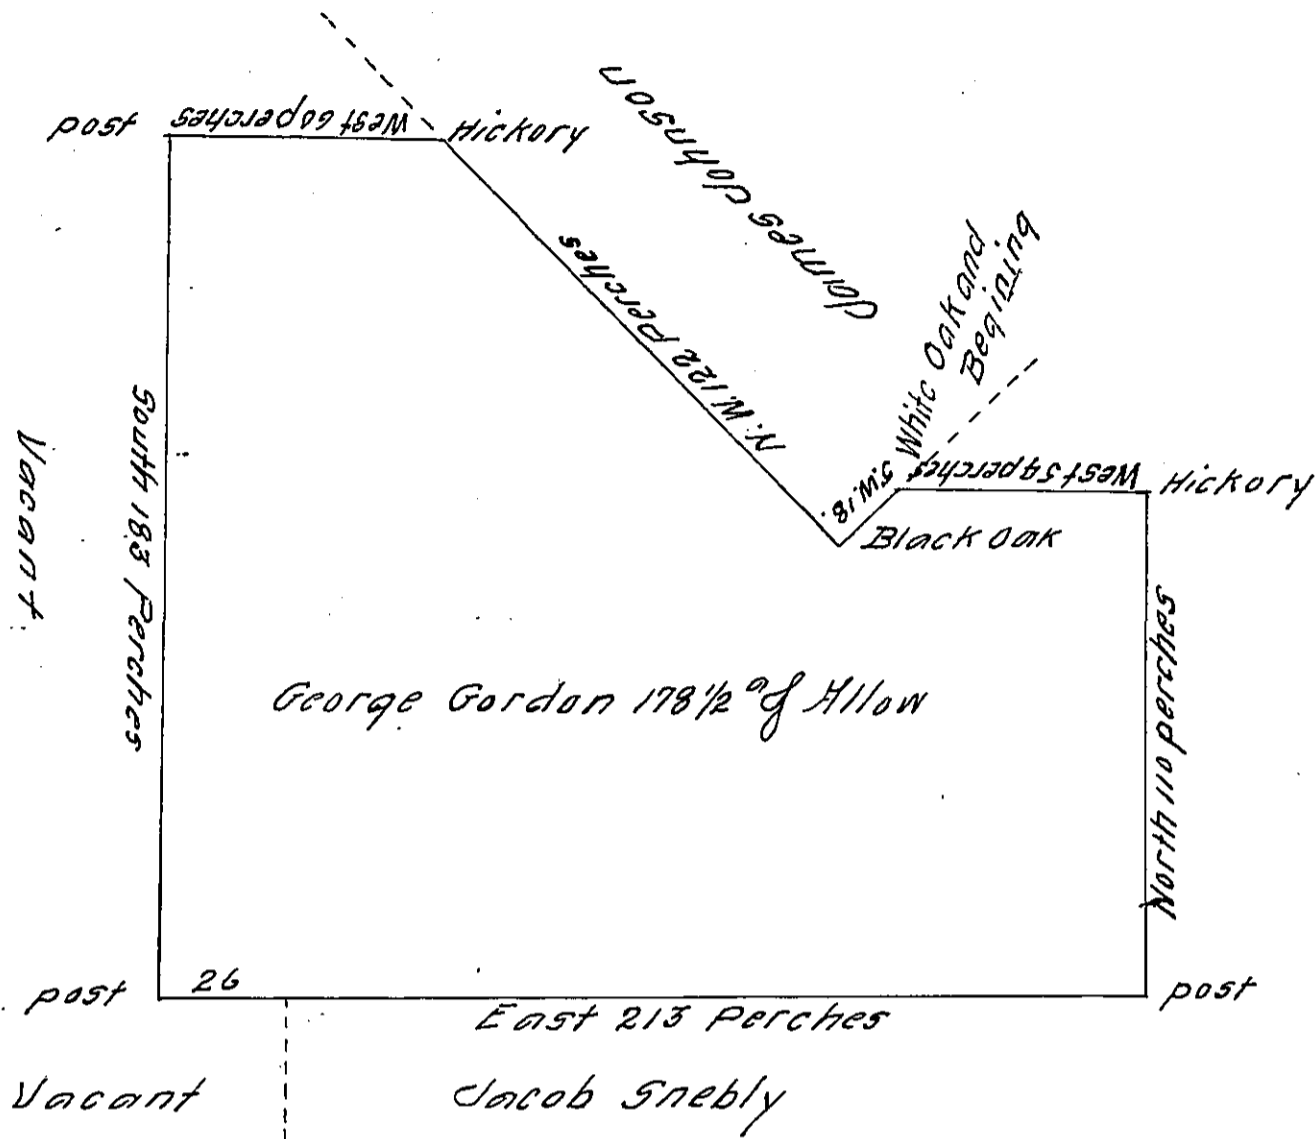 post
West 60 perches
Hickory
James Johnson
N.W. 122 Perches
White Oak and
Begining
S.W. 18.
West 54 perches
Hickory
Black Oak
South 183 Perches
Vacant
North 110 perches
George Gordon 178 1/2 a & Allow
post
26
East 213 Perches
post
Vacant
Jacob Snebly